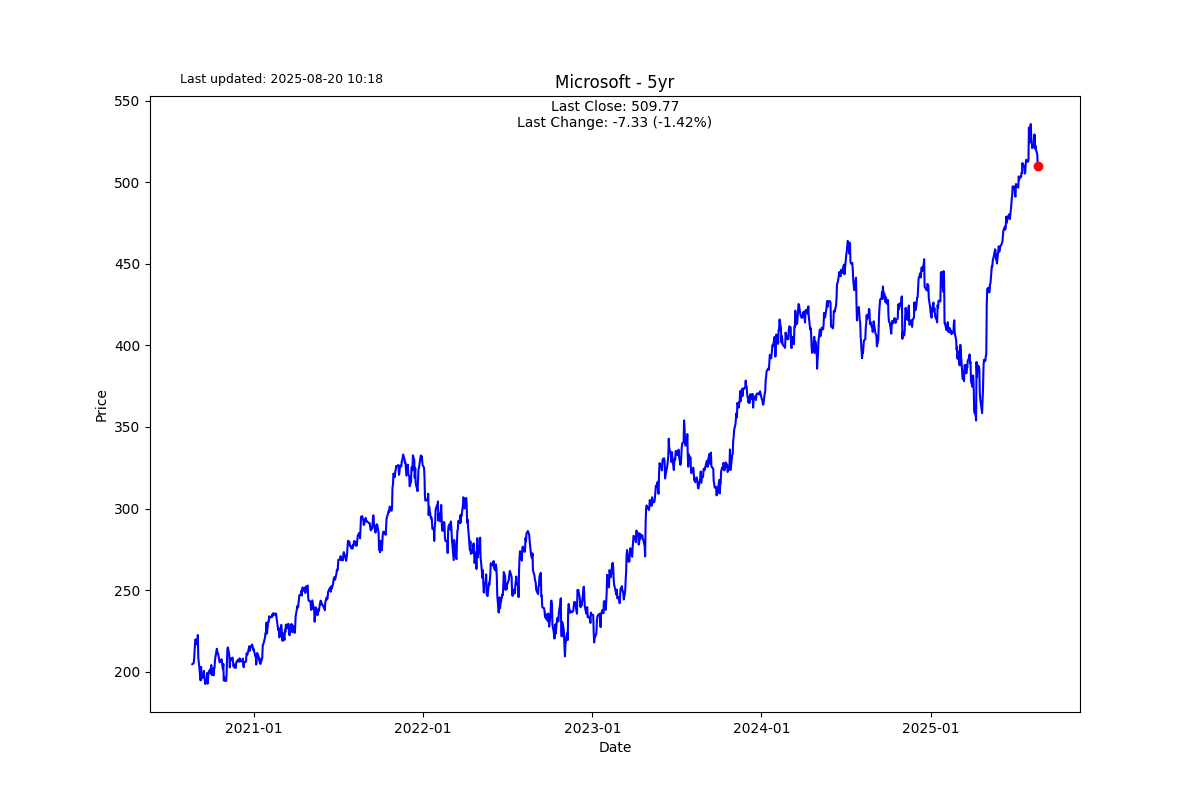 Last updated: 2025-08-20 10:18
Microsoft - 5yr
Last Close: 509.77
Last Change: -7.33 (-1.42%)
550
500
450
400
350
300
250
200
Price
2021-01
2022-01
2023-01
2024-01
2025-01
Date